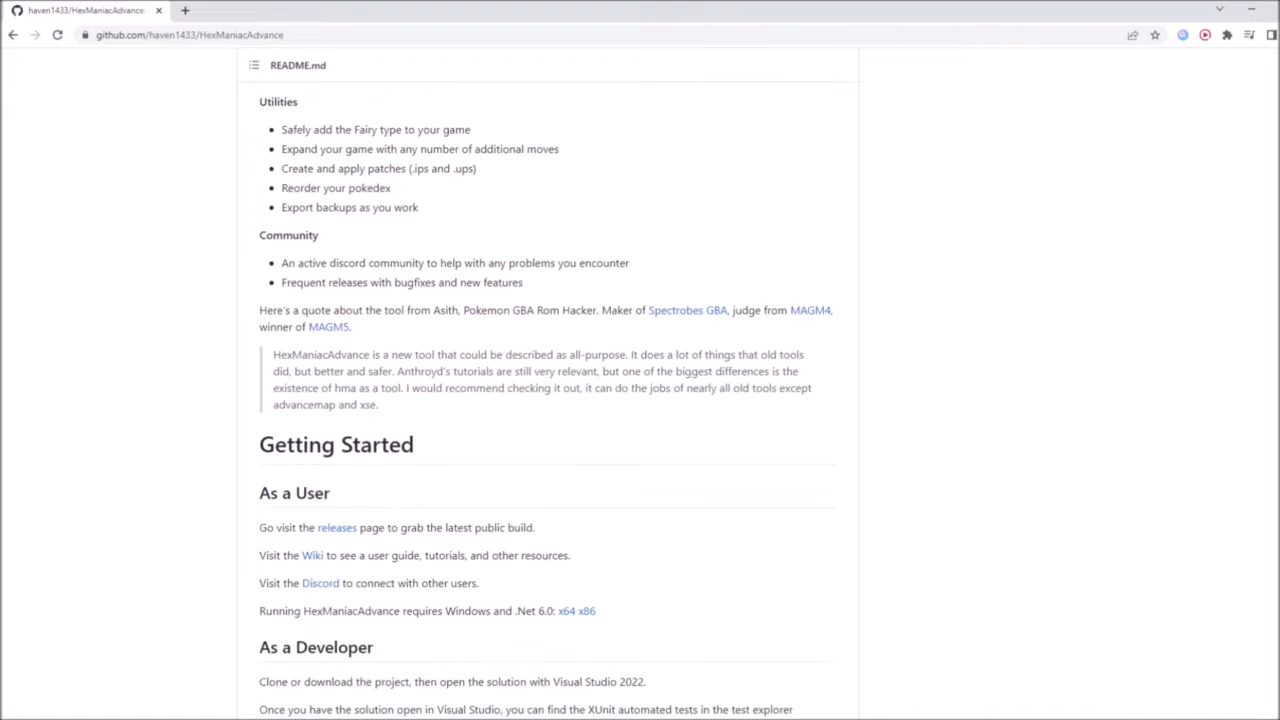 haven1433/HexManiacAdvance
github.com/haven1433/HexManiacAdvance
README.md
Utilities
Safely add the Fairy type to your game
Expand your game with any number of additional moves
Create and apply patches (.ips and .ups)
Reorder your pokedex
Export backups as you work
Community
An active discord community to help with any problems you encounter
Frequent releases with bugfixes and new features
Here's a quote about the tool from Asith, Pokemon GBA Rom Hacker. Maker of Spectrobes GBA, judge from MAGM4,
winner of MAGM5.
HexManiacAdvance is a new tool that could be described as all-purpose. It does a lot of things that old tools
did, but better and safer. Anthroyd's tutorials are still very relevant, but one of the biggest differences is the
existence of hma as a tool. I would recommend checking it out, it can do the jobs of nearly all old tools except
advancemap and xse.
Getting Started
As a User
Go visit the releases page to grab the latest public build.
Visit the Wiki to see a user guide, tutorials, and other resources.
Visit the Discord to connect with other users.
Running HexManiacAdvance requires Windows and .Net 6.0: x64 x86
As a Developer
Clone or download the project, then open the solution with Visual Studio 2022.
Once you have the solution open in Visual Studio, you can find the XUnit automated tests in the test explorer